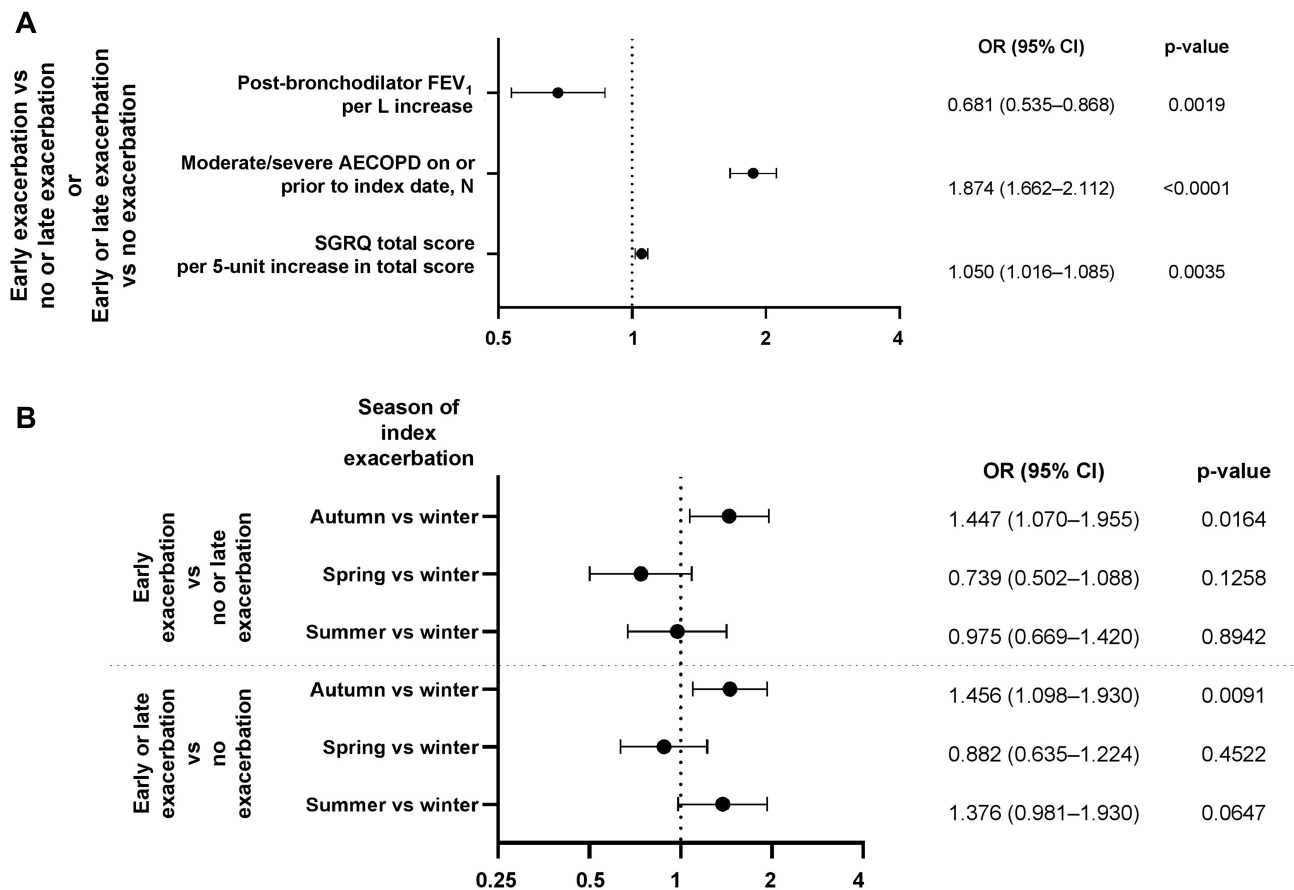 A
OR (95% CI) p-value
Early exacerbation vs
no or late exacerbation
or
Early or late exacerbation
vs no exacerbation
Post-bronchodilator FEV₁
per L increase
0.681 (0.535–0.868) 0.0019
Moderate/severe AECOPD on or
prior to index date, N
1.874 (1.662–2.112) <0.0001
SGRQ total score
per 5-unit increase in total score
1.050 (1.016–1.085) 0.0035
0.5 1 2 4
B
Season of
index
exacerbation
OR (95% CI) p-value
Early
exacerbation
vs
no or late
exacerbation
Autumn vs winter 1.447 (1.070–1.955) 0.0164
Spring vs winter 0.739 (0.502–1.088) 0.1258
Summer vs winter 0.975 (0.669–1.420) 0.8942
Early or late
exacerbation
vs
no
exacerbation
Autumn vs winter 1.456 (1.098–1.930) 0.0091
Spring vs winter 0.882 (0.635–1.224) 0.4522
Summer vs winter 1.376 (0.981–1.930) 0.0647
0.25 0.5 1 2 4